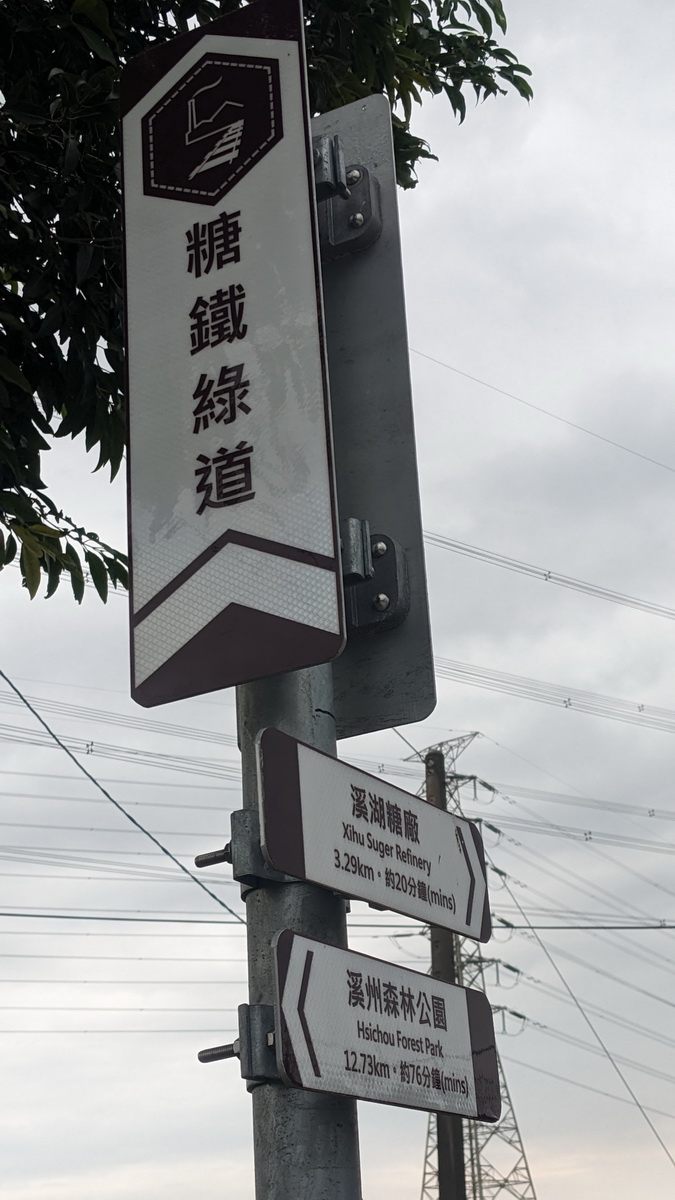 糖鐵綠道
溪湖糖廠
Xihu Suger Refinery
3.29km・約20分鐘(mins)
溪州森林公園
Hsichou Forest Park
12.73km・約76分鐘(mins)